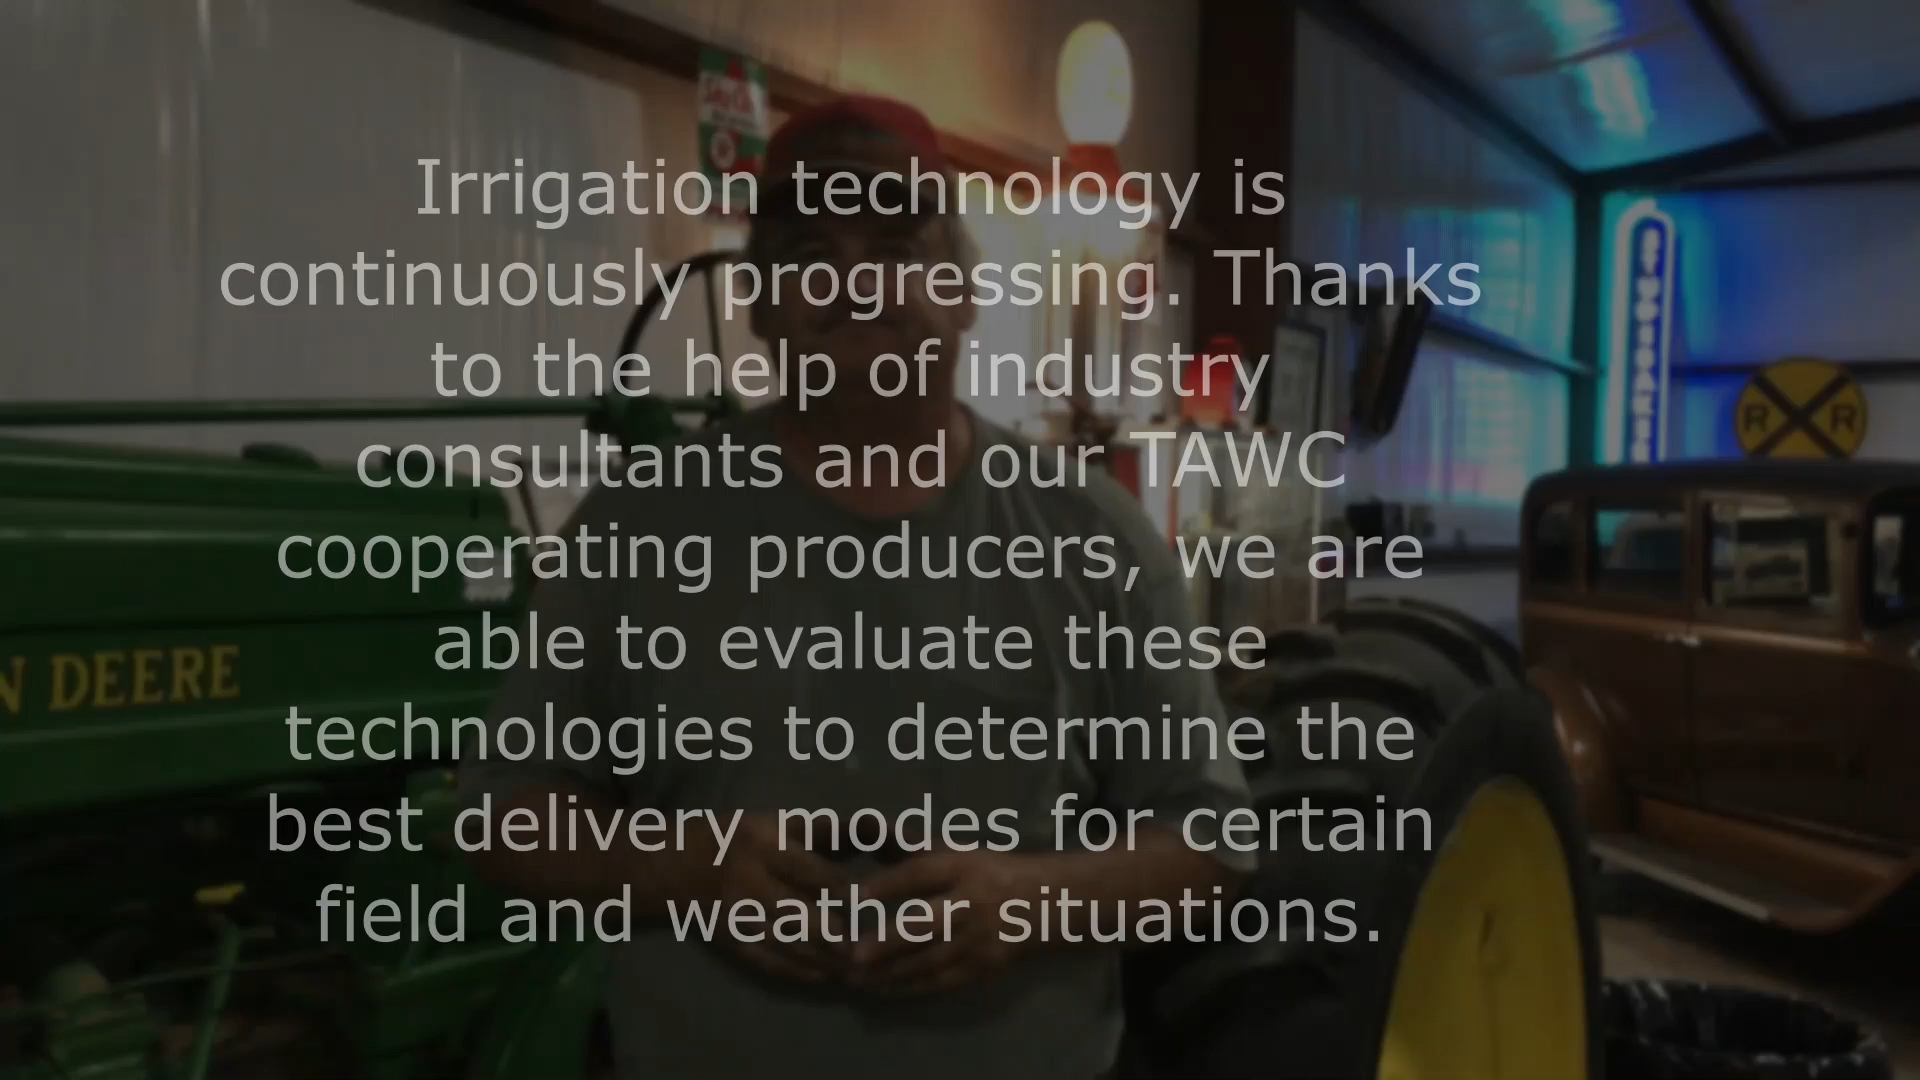 Irrigation technology is
continuously progressing. Thanks
to the help of industry
consultants and our TAWC
cooperating producers, we are
able to evaluate these
technologies to determine the
best delivery modes for certain
field and weather situations.
N DEERE
STUDEBAKER
R R